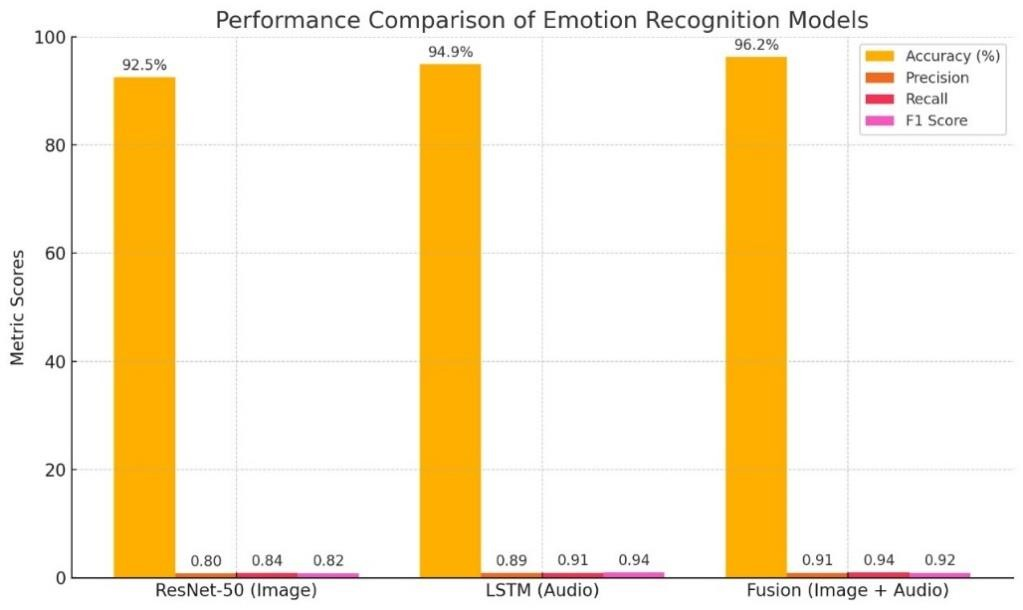 Performance Comparison of Emotion Recognition Models
100
80
60
40
20
0
Metric Scores
92.5%
0.80
0.84
0.82
94.9%
0.89
0.91
0.94
96.2%
0.91
0.94
0.92
Accuracy (%)
Precision
Recall
F1 Score
ResNet-50 (Image)
LSTM (Audio)
Fusion (Image + Audio)